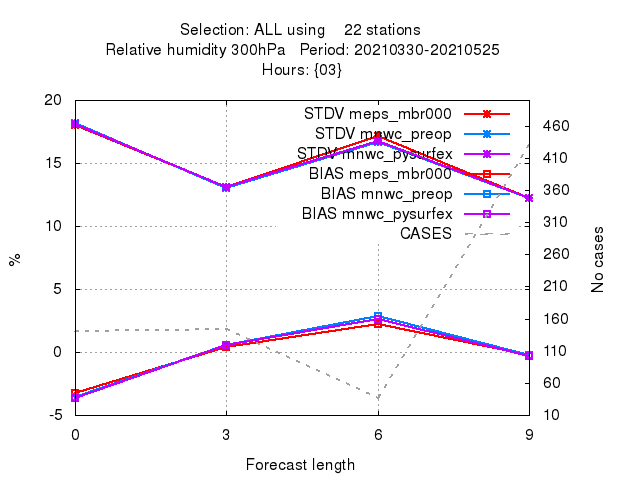 Selection: ALL using    22 stations
Relative humidity 300hPa   Period: 20210330-20210525
Hours: {03}
STDV meps_mbr000
STDV mnwc_preop
STDV mnwc_pysurfex
BIAS meps_mbr000
BIAS mnwc_preop
BIAS mnwc_pysurfex
CASES
20
15
10
5
0
-5
%
460
410
360
310
260
210
160
110
60
10
No cases
0 3 6 9
Forecast length